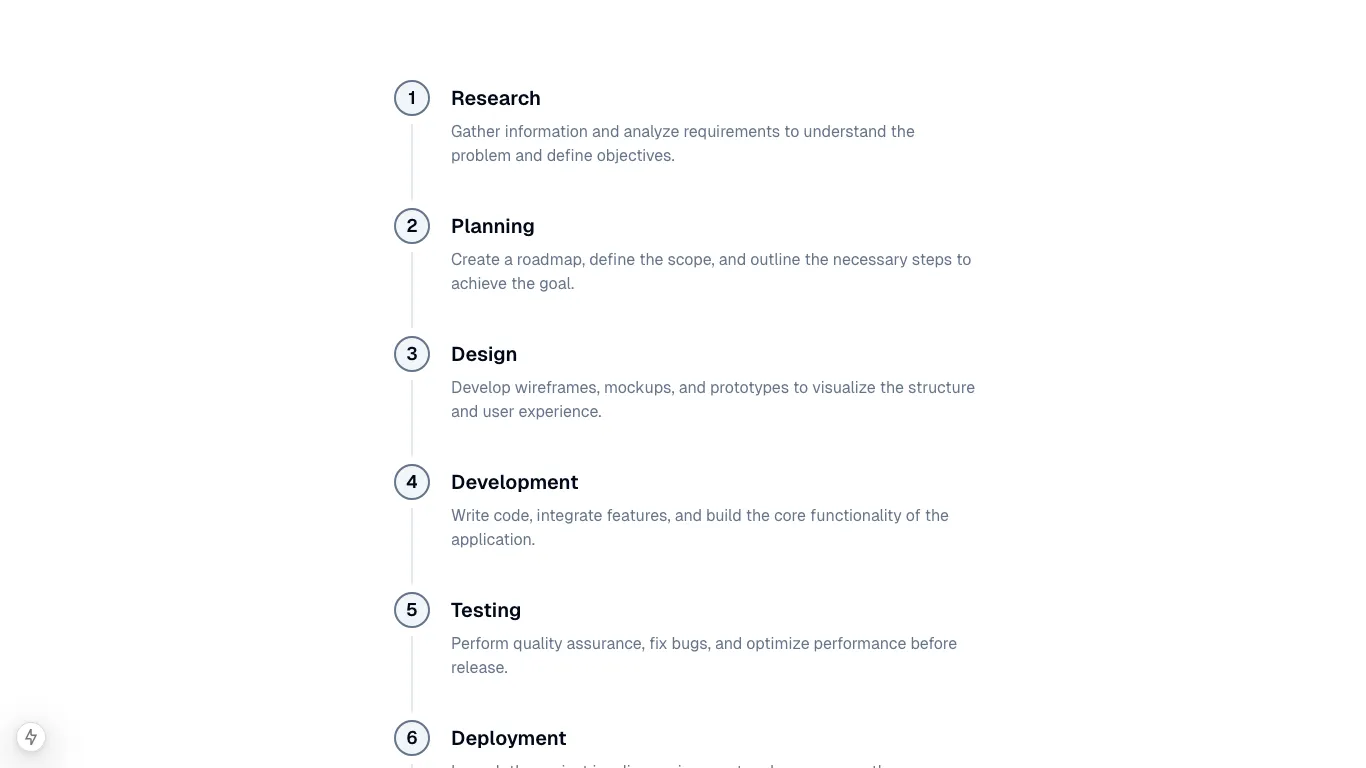 1
Research
Gather information and analyze requirements to understand the
problem and define objectives.
2
Planning
Create a roadmap, define the scope, and outline the necessary steps to
achieve the goal.
3
Design
Develop wireframes, mockups, and prototypes to visualize the structure
and user experience.
4
Development
Write code, integrate features, and build the core functionality of the
application.
5
Testing
Perform quality assurance, fix bugs, and optimize performance before
release.
6
Deployment